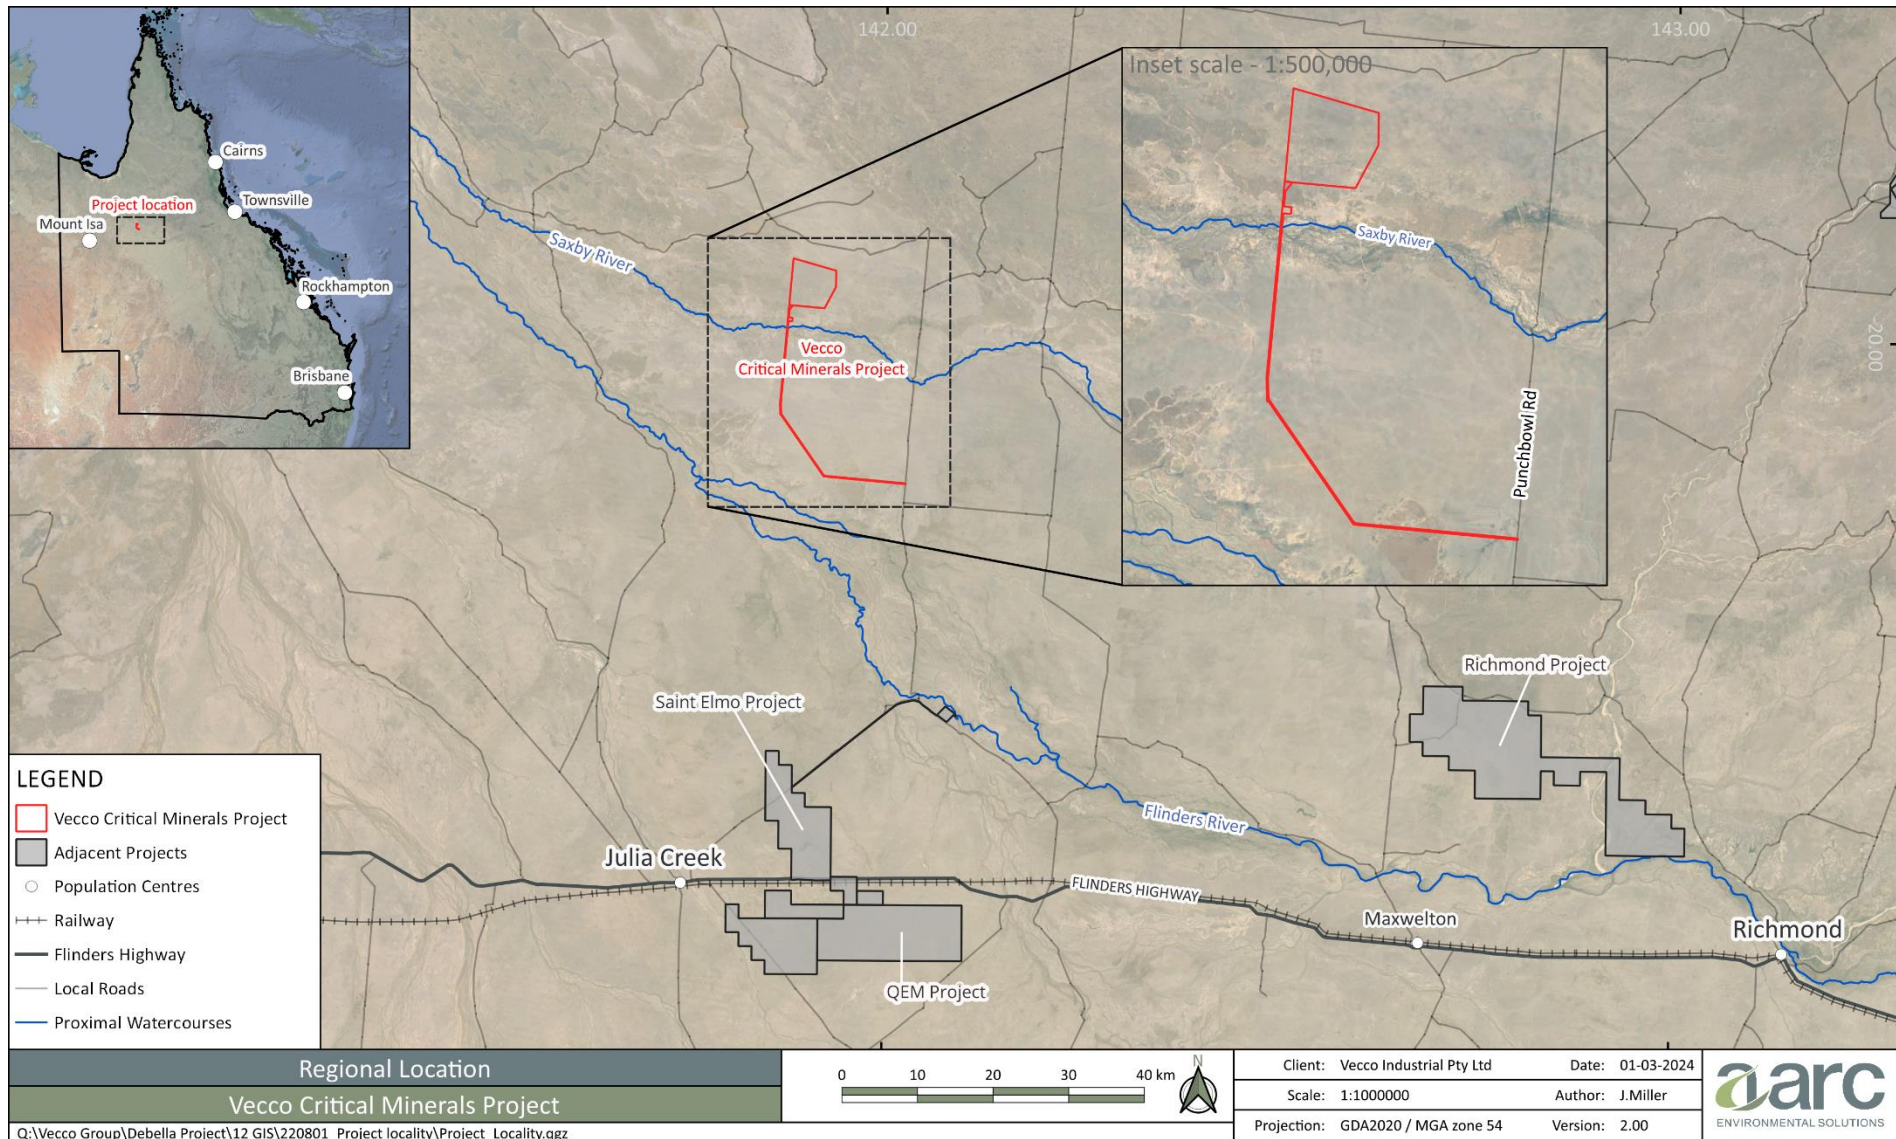 142.00
143.00
-20.00
Cairns
Townsville
Project location
Mount Isa
Rockhampton
Brisbane
Inset scale - 1:500,000
Saxby River
Punchbowl Rd
Saxby River
Vecco
Critical Minerals Project
Richmond Project
Saint Elmo Project
Flinders River
Julia Creek
FLINDERS HIGHWAY
Maxwelton
Richmond
QEM Project
LEGEND
Vecco Critical Minerals Project
Adjacent Projects
Population Centres
Railway
Flinders Highway
Local Roads
Proximal Watercourses
Regional Location
Vecco Critical Minerals Project
Q:\Vecco Group\Debella Project\12 GIS\220801_Project locality\Project_Locality.qgz
0 10 20 30 40 km
N
Client: Vecco Industrial Pty Ltd Date: 01-03-2024
Scale: 1:1000000 Author: J.Miller
Projection: GDA2020 / MGA zone 54 Version: 2.00
aarc
ENVIRONMENTAL SOLUTIONS